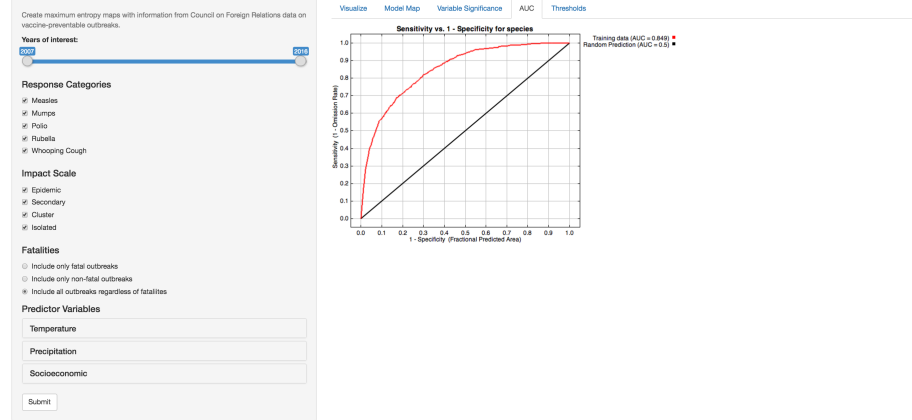 Create maximum entropy maps with information from Council on Foreign Relations data on
vaccine-preventable outbreaks.
Years of interest:
2007 2016
Response Categories
Measles
Mumps
Polio
Rubella
Whooping Cough
Impact Scale
Epidemic
Secondary
Cluster
Isolated
Fatalities
Include only fatal outbreaks
Include only non-fatal outbreaks
Include all outbreaks regardless of fataliites
Predictor Variables
Temperature
Precipitation
Socioeconomic
Submit
Visualize Model Map Variable Significance AUC Thresholds
Sensitivity vs. 1 - Specificity for species
Training data (AUC = 0.849)
Random Prediction (AUC = 0.5)
Sensitivity (1 - Omission Rate)
1.0
0.9
0.8
0.7
0.6
0.5
0.4
0.3
0.2
0.1
0.0
0.0 0.1 0.2 0.3 0.4 0.5 0.6 0.7 0.8 0.9 1.0
1 - Specificity (Fractional Predicted Area)